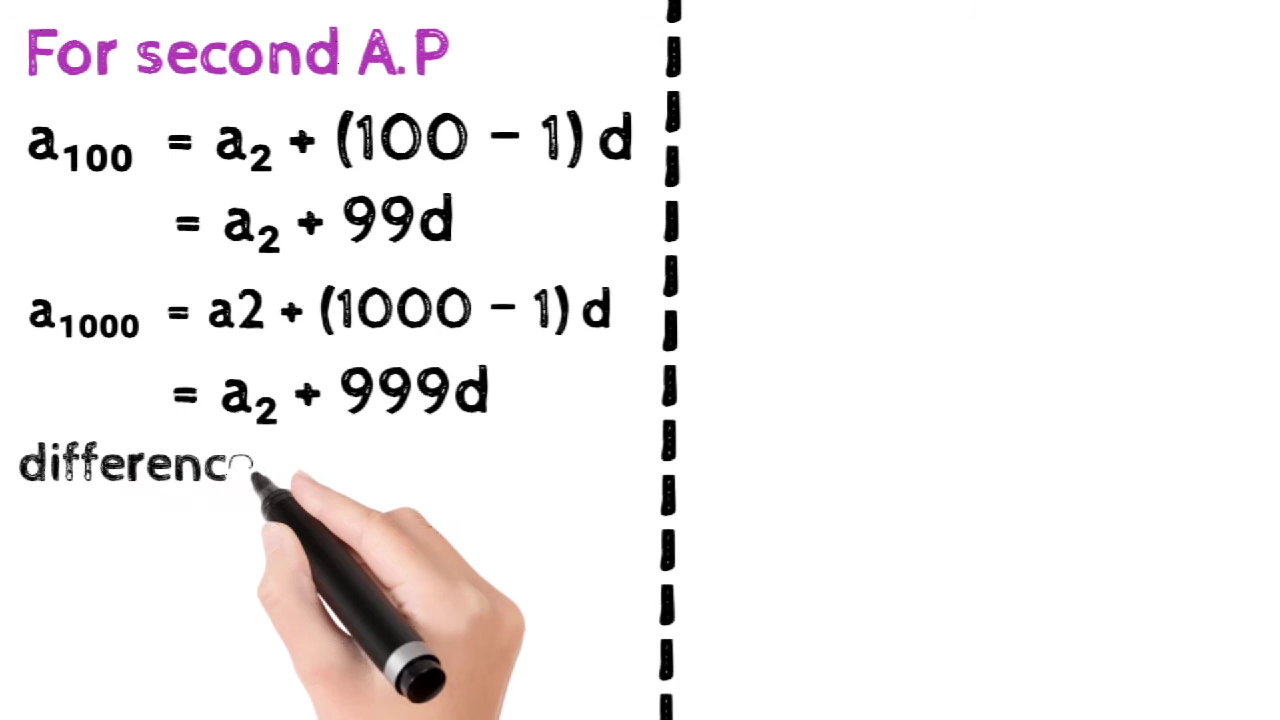 For second A.P
a₁₀₀ = a₂ + (100 - 1) d
= a₂ + 99d
a₁₀₀₀ = a2 + (1000 - 1) d
= a₂ + 999d
differenc